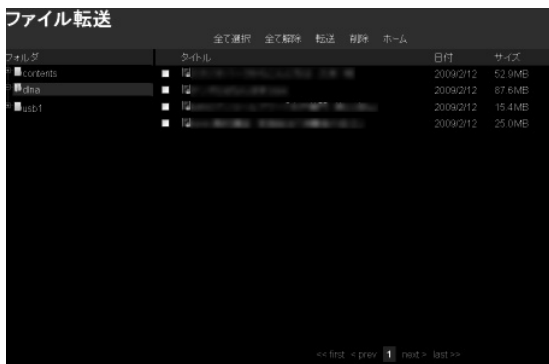 ファイル転送
全て選択 全て解除 転送 削除 ホーム
フォルダ タイトル 日付 サイズ
contents 2009/2/12 52.9MB
dlna 2009/2/12 87.6MB
usb1 2009/2/12 15.4MB
2009/2/12 25.0MB
<< first < prev 1 next > last >>